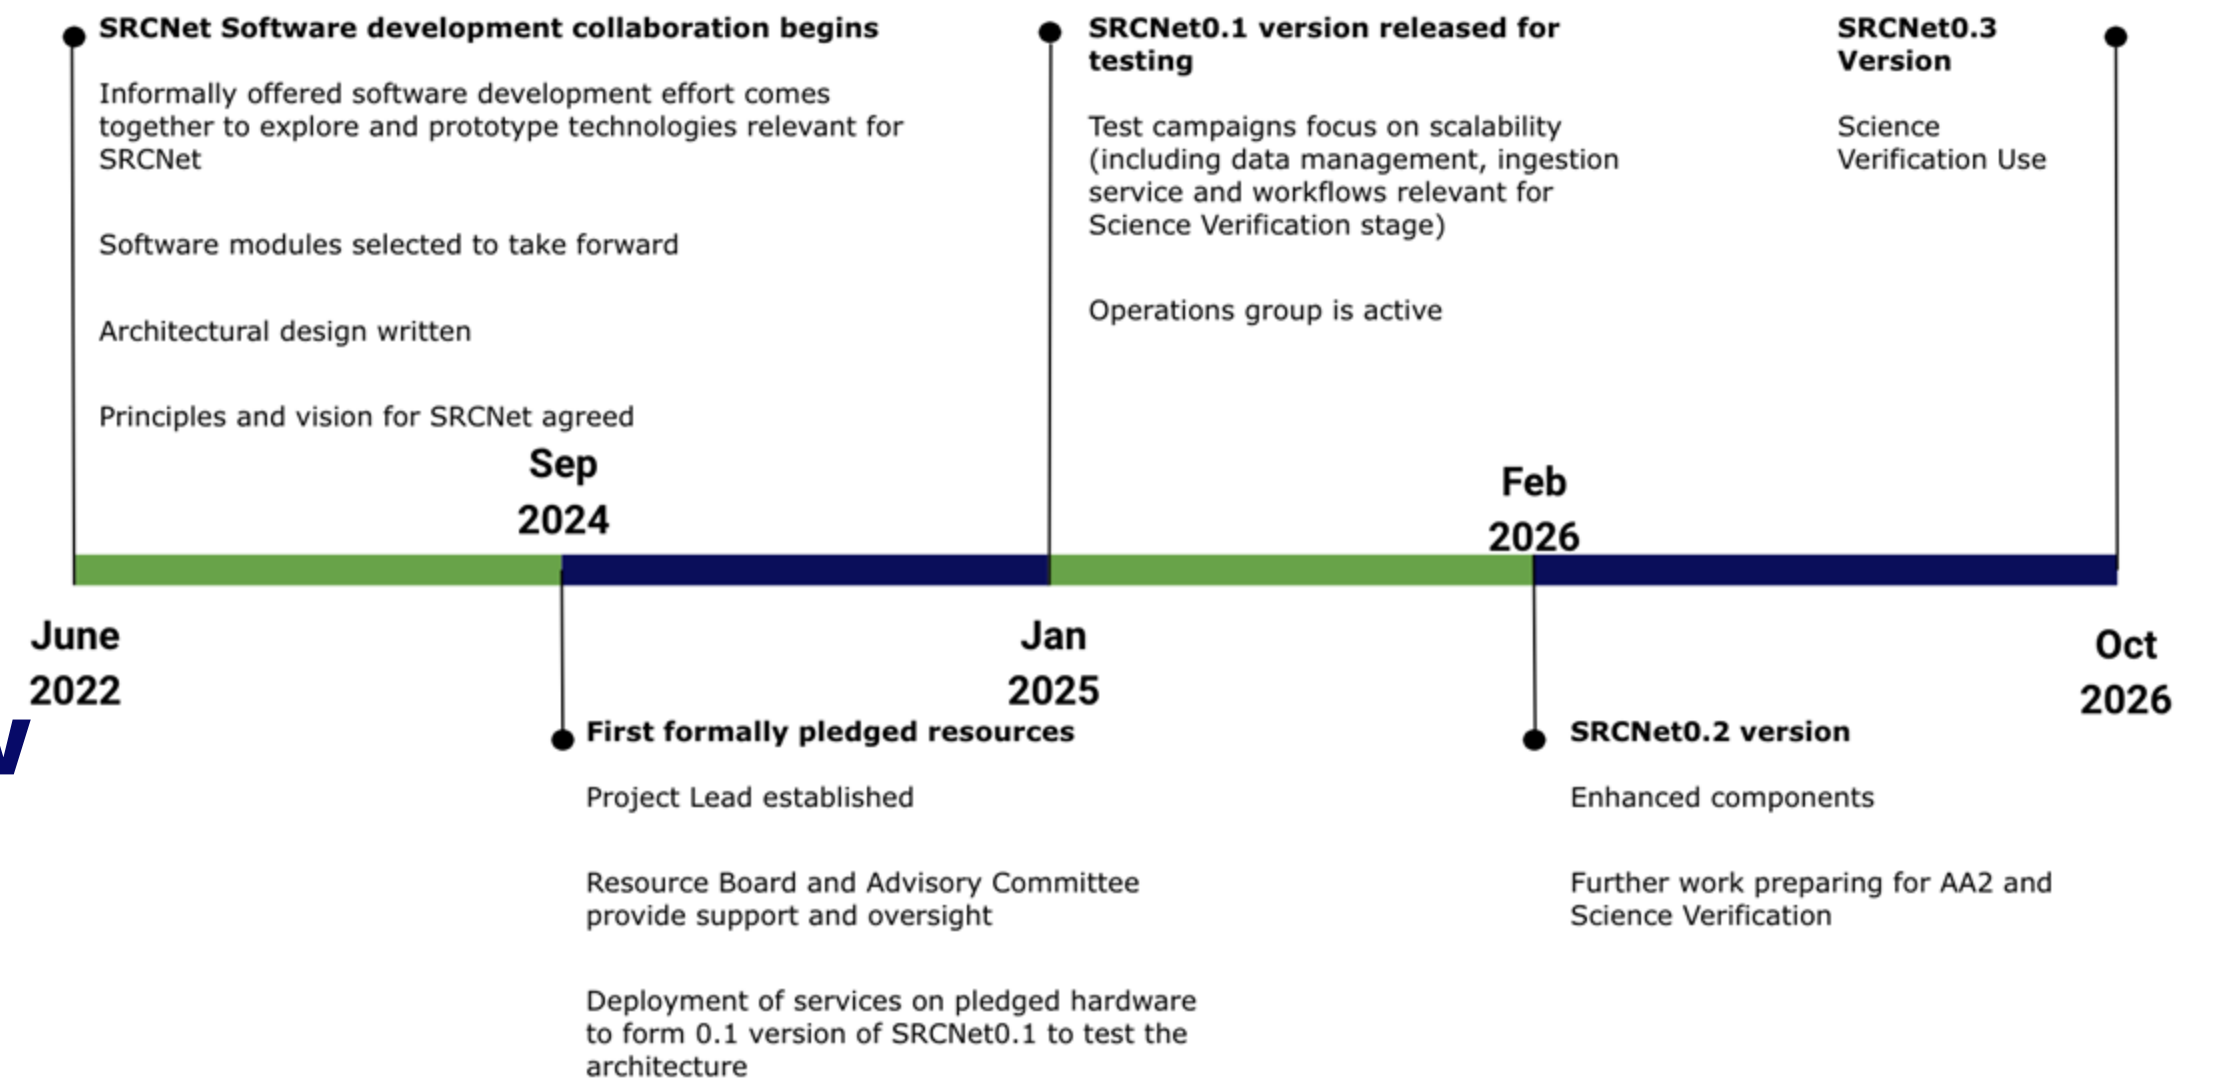 SRCNet Software development collaboration begins
Informally offered software development effort comes
together to explore and prototype technologies relevant for
SRCNet
Software modules selected to take forward
Architectural design written
Principles and vision for SRCNet agreed
SRCNet0.1 version released for
testing
Test campaigns focus on scalability
(including data management, ingestion
service and workflows relevant for
Science Verification stage)
Operations group is active
SRCNet0.3
Version
Science
Verification Use
Sep
2024
Feb
2026
June
2022
Jan
2025
Oct
2026
First formally pledged resources
Project Lead established
Resource Board and Advisory Committee
provide support and oversight
Deployment of services on pledged hardware
to form 0.1 version of SRCNet0.1 to test the
architecture
SRCNet0.2 version
Enhanced components
Further work preparing for AA2 and
Science Verification